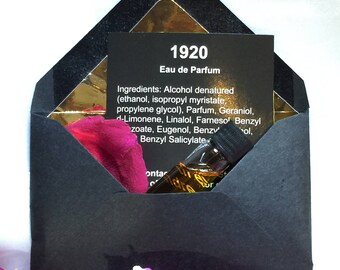 1920
Eau de Parfum
Ingredients: Alcohol denatured
(ethanol, isopropyl myristate,
propylene glycol), Parfum, Geraniol,
d-Limonene, Linalol, Farnesol, Benzyl
Eugenol, Benzyl
Benzyl Salicylate